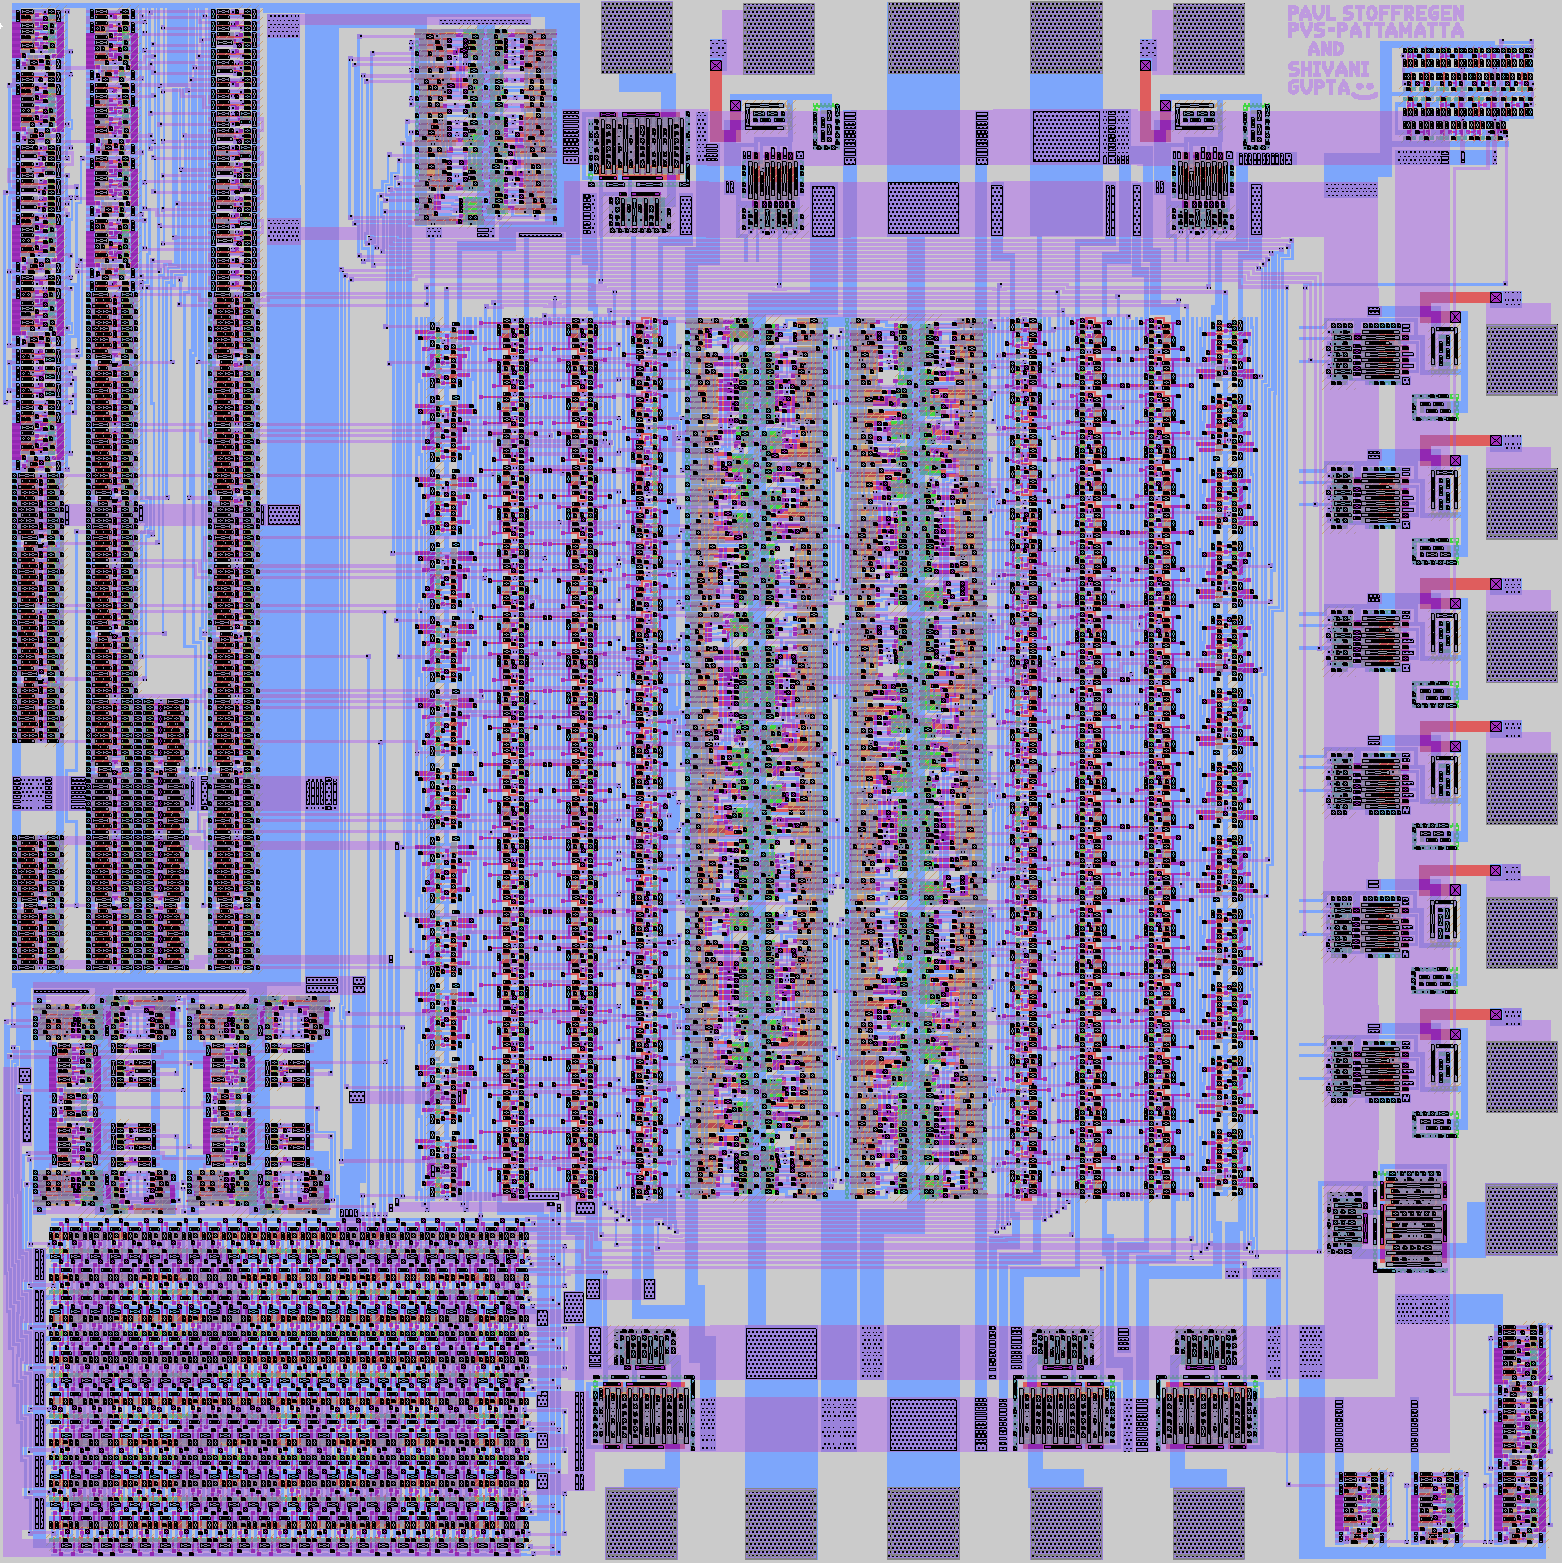 PAUL STOFFREGEN
PVS-PATTAMATTA
AND
SHIVANI
GUPTA